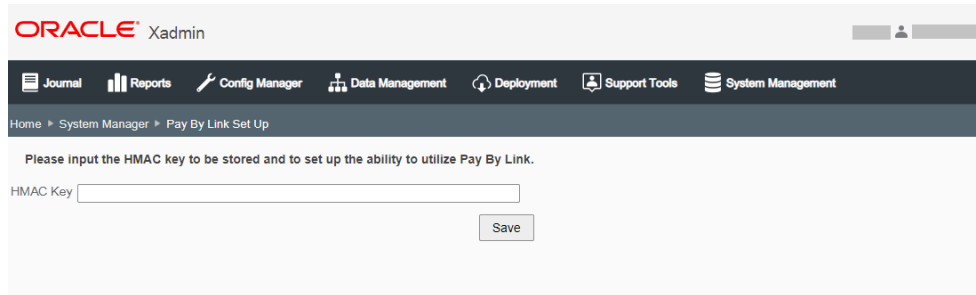 ORACLE® Xadmin
Journal Reports Config Manager Data Management Deployment Support Tools System Management
Home ▸ System Manager ▸ Pay By Link Set Up
Please input the HMAC key to be stored and to set up the ability to utilize Pay By Link.
HMAC Key
Save